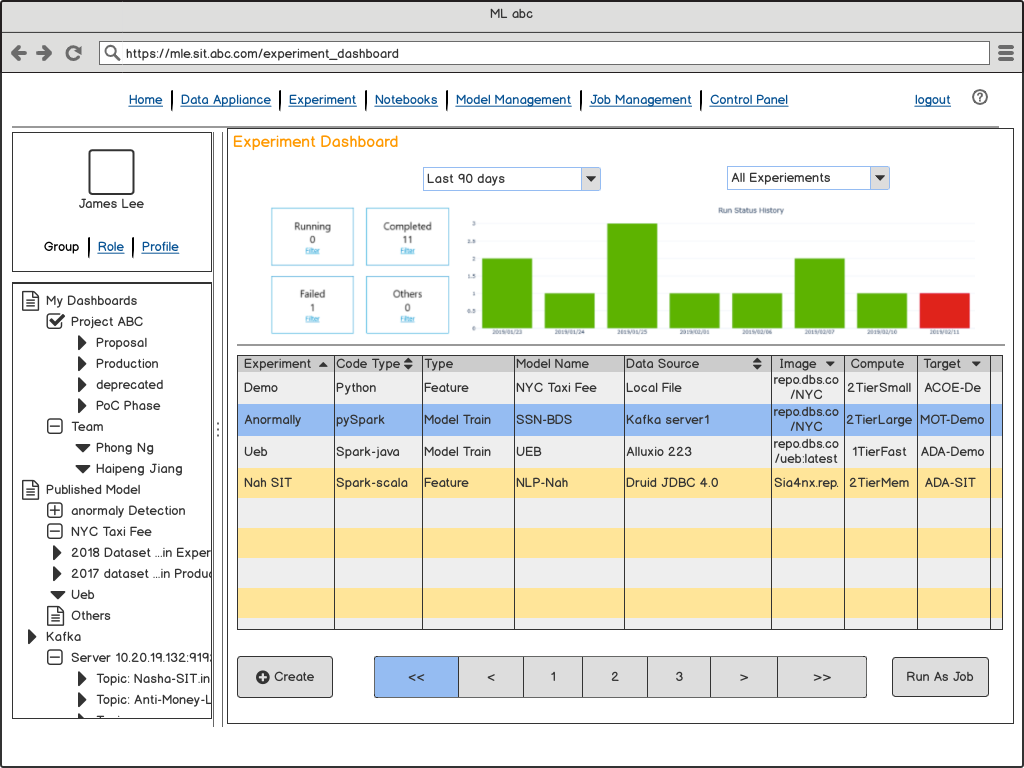 ML abc
https://mle.sit.abc.com/experiment_dashboard
Home Data Appliance Experiment Notebooks Model Management Job Management Control Panel logout ?
James Lee
Group Role Profile
My Dashboards
Project ABC
Proposal
Production
deprecated
PoC Phase
Team
Phong Ng
Haipeng Jiang
Published Model
anormaly Detection
NYC Taxi Fee
2018 Dataset ...in Exper
2017 dataset ...in Produc
Ueb
Others
Kafka
Server 10.20.19.132:919
Topic: Nasha-SIT.in
Topic: Anti-Money-L
Experiment Dashboard
Last 90 days
All Experiements
Running
0
Filter
Completed
11
Filter
Failed
1
Filter
Others
0
Filter
Run Status History
3
2.5
2
1.5
1
0.5
0
2019/01/23 2019/01/24 2019/01/25 2019/02/01 2019/02/06 2019/02/07 2019/02/10 2019/02/11
Experiment Code Type Type Model Name Data Source Image Compute Target
Demo Python Feature NYC Taxi Fee Local File repo.dbs.co/NYC 2TierSmall ACOE-De
Anormally pySpark Model Train SSN-BDS Kafka server1 repo.dbs.co/NYC 2TierLarge MOT-Demo
Ueb Spark-java Model Train UEB Alluxio 223 repo.dbs.co/ueb:latest 1TierFast ADA-Demo
Nah SIT Spark-scala Feature NLP-Nah Druid JDBC 4.0 Sia4nx.rep. 2TierMem ADA-SIT
Create
<< < 1 2 3 > >>
Run As Job